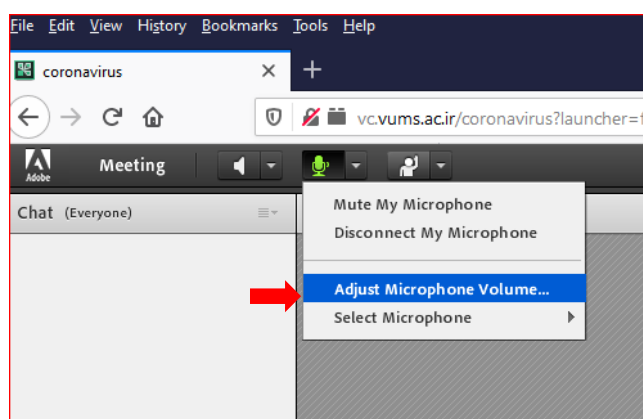 File Edit View History Bookmarks Tools Help
coronavirus
vc.vums.ac.ir/coronavirus?launcher=f
Adobe
Meeting
Chat (Everyone)
Mute My Microphone
Disconnect My Microphone
Adjust Microphone Volume...
Select Microphone